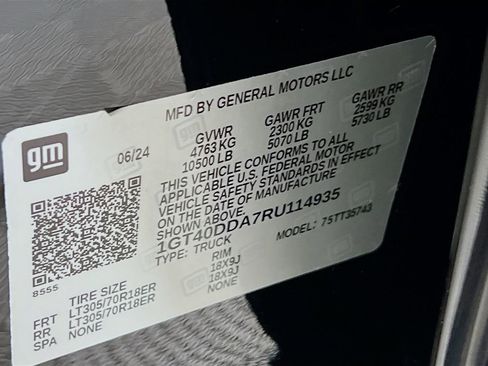 MFD BY GENERAL MOTORS LLC
gm
06/24
GVWR
4763 KG
10500 LB
GAWR FRT
2300 KG
5070 LB
GAWR RR
2599 KG
5730 LB
THIS VEHICLE CONFORMS TO ALL
APPLICABLE U.S. FEDERAL MOTOR
VEHICLE SAFETY STANDARDS IN EFFECT
ON THE DATE OF MANUFACTURE
SHOWN ABOVE.
1GT40DDA7RU114935
TYPE: TRUCK
MODEL: 75TT35743
8555
TIRE SIZE
RIM
FRT LT305/70R18ER 18X9J
RR LT305/70R18ER 18X9J
SPA NONE NONE